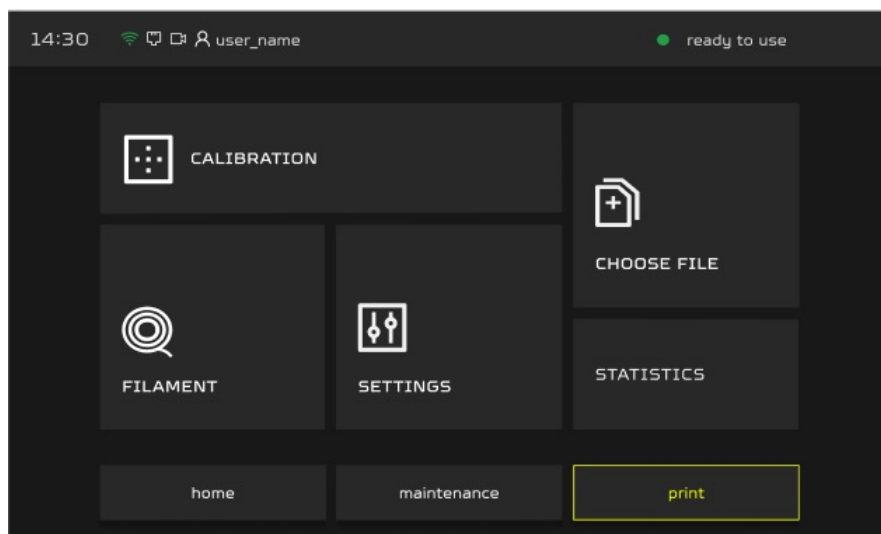 14:30 user_name ready to use
CALIBRATION
CHOOSE FILE
FILAMENT
SETTINGS
STATISTICS
home
maintenance
print